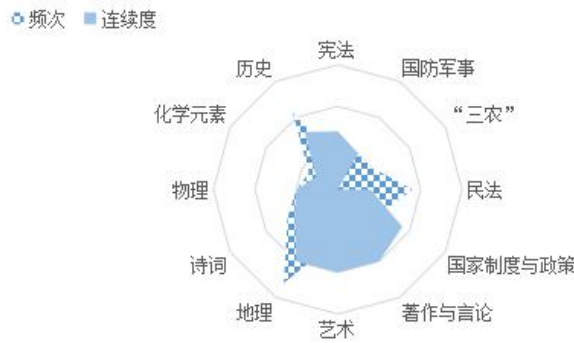 频次 连续度
宪法
国防军事
“三农”
民法
国家制度与政策
著作与言论
艺术
地理
诗词
物理
化学元素
历史